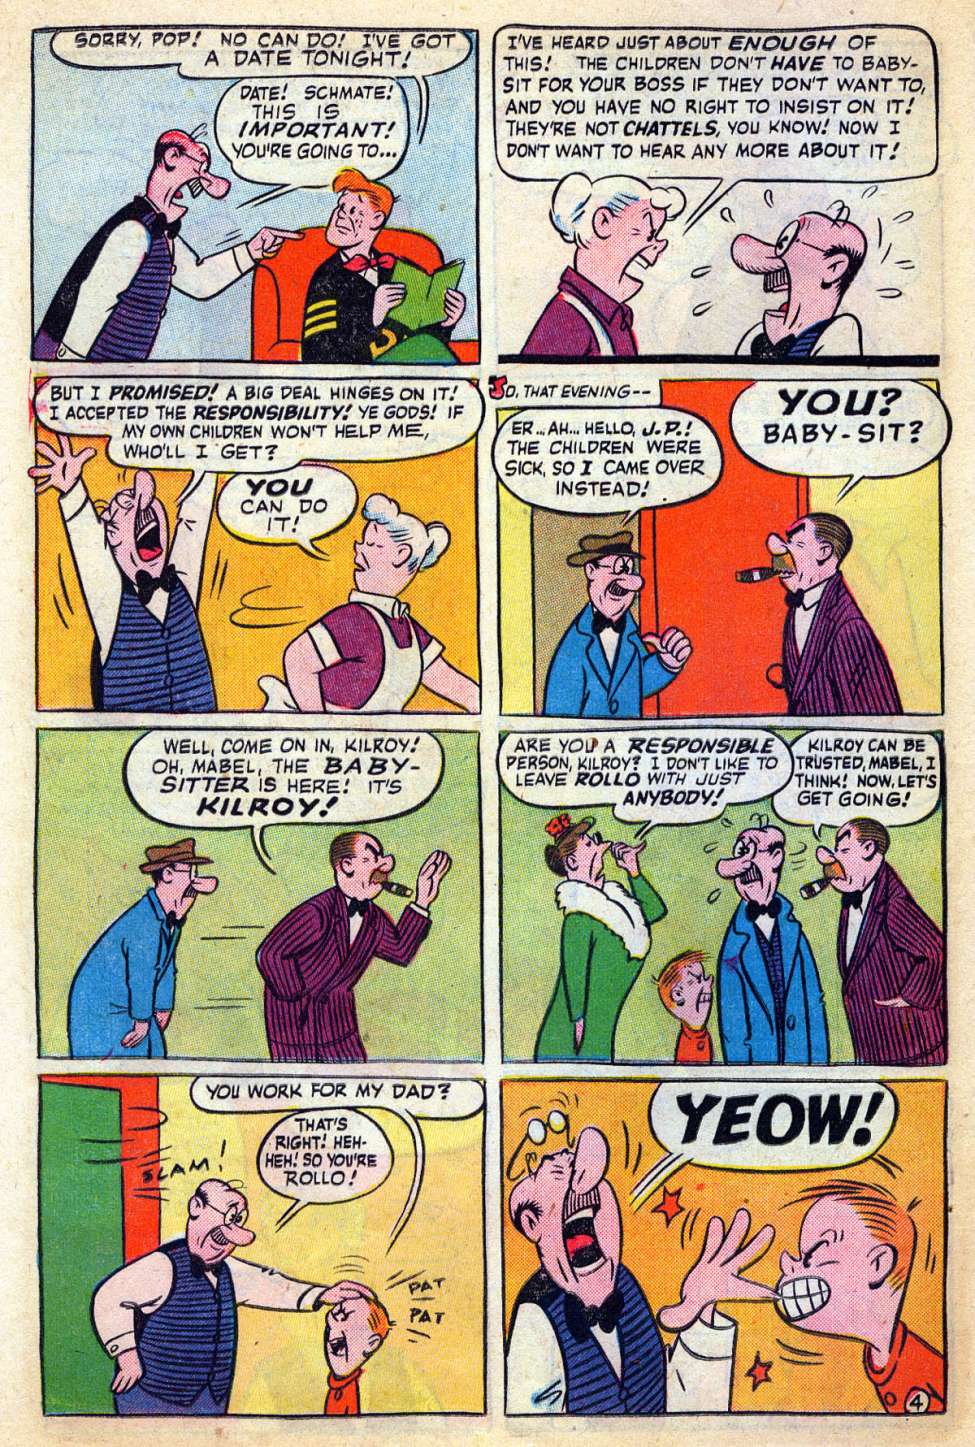 SORRY, POP! NO CAN DO! I'VE GOT
A DATE TONIGHT!
DATE! SCHMATE!
THIS IS
IMPORTANT!
YOU'RE GOING TO...
I'VE HEARD JUST ABOUT ENOUGH OF
THIS! THE CHILDREN DON'T HAVE TO BABY-
SIT FOR YOUR BOSS IF THEY DON'T WANT TO,
AND YOU HAVE NO RIGHT TO INSIST ON IT!
THEY'RE NOT CHATTELS, YOU KNOW! NOW I
DON'T WANT TO HEAR ANY MORE ABOUT IT!
BUT I PROMISED! A BIG DEAL HINGES ON IT!
I ACCEPTED THE RESPONSIBILITY! YE GODS! IF
MY OWN CHILDREN WON'T HELP ME,
WHO'LL I GET?
YOU
CAN DO
IT!
SO, THAT EVENING--
ER... AH... HELLO, J.P.!
THE CHILDREN WERE
SICK, SO I CAME OVER
INSTEAD!
YOU?
BABY-SIT?
WELL, COME ON IN, KILROY!
OH, MABEL, THE BABY-
SITTER IS HERE! IT'S
KILROY!
ARE YOU A RESPONSIBLE
PERSON, KILROY? I DON'T LIKE TO
LEAVE ROLLO WITH JUST
ANYBODY!
KILROY CAN BE
TRUSTED, MABEL, I
THINK! NOW, LET'S
GET GOING!
YOU WORK FOR MY DAD?
THAT'S
RIGHT! HEH-
HEH! SO YOU'RE
ROLLO!
SLAM!
PAT
PAT
YEOW!
4